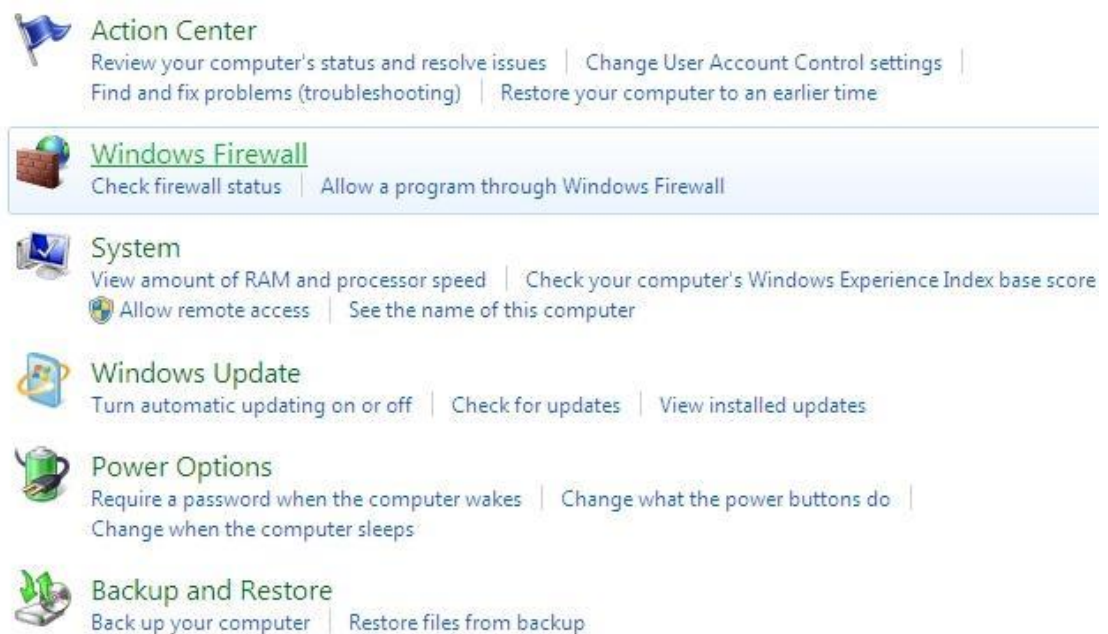 Action Center
Review your computer's status and resolve issues | Change User Account Control settings |
Find and fix problems (troubleshooting) | Restore your computer to an earlier time
Windows Firewall
Check firewall status | Allow a program through Windows Firewall
System
View amount of RAM and processor speed | Check your computer's Windows Experience Index base score
Allow remote access | See the name of this computer
Windows Update
Turn automatic updating on or off | Check for updates | View installed updates
Power Options
Require a password when the computer wakes | Change what the power buttons do |
Change when the computer sleeps
Backup and Restore
Back up your computer | Restore files from backup